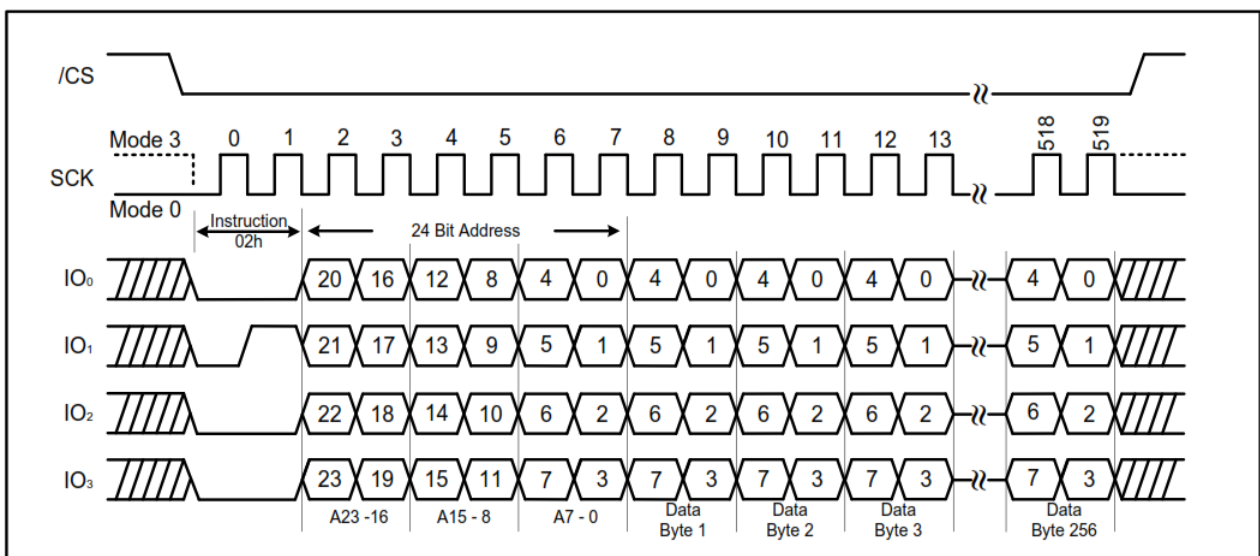 /CS
Mode 3 0 1 2 3 4 5 6 7 8 9 10 11 12 13 518 519
SCK
Mode 0
Instruction
02h
24 Bit Address
IO₀ 20 16 12 8 4 0 4 0 4 0 4 0 4 0
IO₁ 21 17 13 9 5 1 5 1 5 1 5 1 5 1
IO₂ 22 18 14 10 6 2 6 2 6 2 6 2 6 2
IO₃ 23 19 15 11 7 3 7 3 7 3 7 3 7 3
A23 -16 A15 - 8 A7 - 0 Data Data Data Data
Byte 1 Byte 2 Byte 3 Byte 256